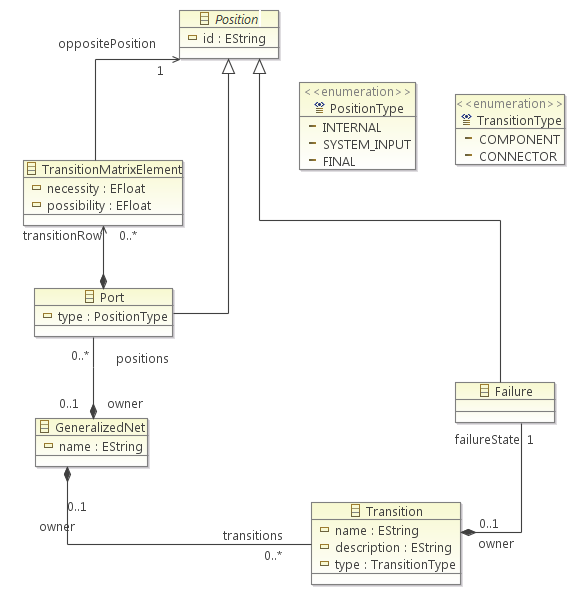 Position
id : EString
oppositePosition
1
<<enumeration>>
PositionType
INTERNAL
SYSTEM_INPUT
FINAL
<<enumeration>>
TransitionType
COMPONENT
CONNECTOR
TransitionMatrixElement
necessity : EFloat
possibility : EFloat
transitionRow 0..*
Port
type : PositionType
0..* positions
0..1 owner
GeneralizedNet
name : EString
0..1
owner
transitions
0..*
Failure
failureState 1
Transition
name : EString
description : EString
type : TransitionType
0..1
owner